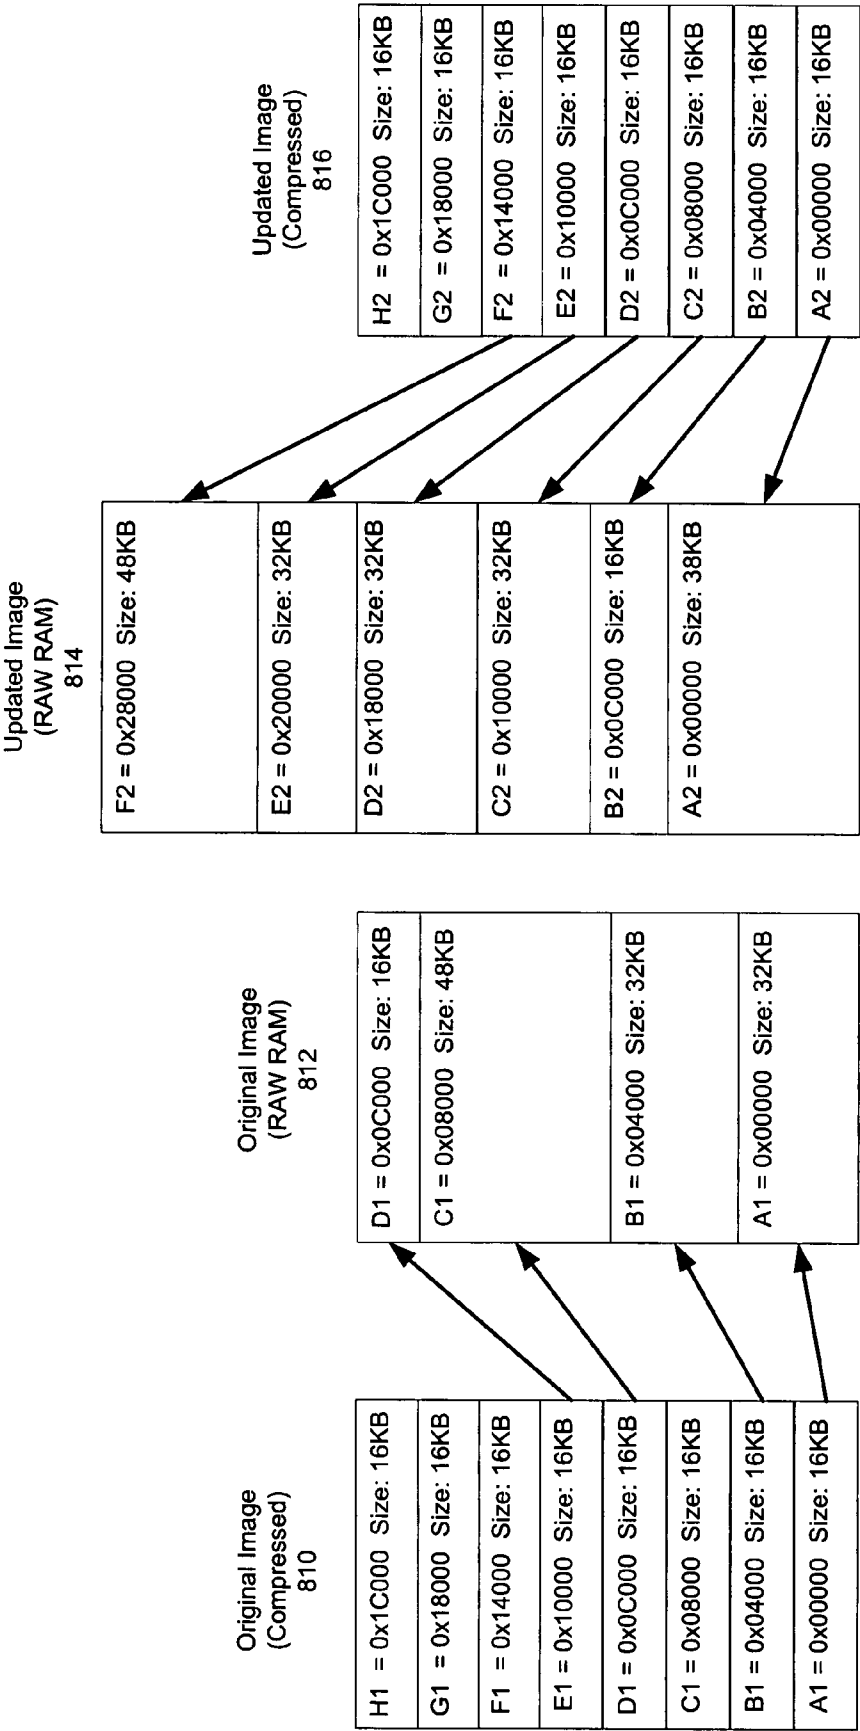 Original Image
(Compressed)
810
H1 = 0x1C000 Size: 16KB
G1 = 0x18000 Size: 16KB
F1 = 0x14000 Size: 16KB
E1 = 0x10000 Size: 16KB
D1 = 0x0C000 Size: 16KB
C1 = 0x08000 Size: 16KB
B1 = 0x04000 Size: 16KB
A1 = 0x00000 Size: 16KB
Original Image
(RAW RAM)
812
D1 = 0x0C000 Size: 16KB
C1 = 0x08000 Size: 48KB
B1 = 0x04000 Size: 32KB
A1 = 0x00000 Size: 32KB
Updated Image
(RAW RAM)
814
F2 = 0x28000 Size: 48KB
E2 = 0x20000 Size: 32KB
D2 = 0x18000 Size: 32KB
C2 = 0x10000 Size: 32KB
B2 = 0x0C000 Size: 16KB
A2 = 0x00000 Size: 38KB
Updated Image
(Compressed)
816
H2 = 0x1C000 Size: 16KB
G2 = 0x18000 Size: 16KB
F2 = 0x14000 Size: 16KB
E2 = 0x10000 Size: 16KB
D2 = 0x0C000 Size: 16KB
C2 = 0x08000 Size: 16KB
B2 = 0x04000 Size: 16KB
A2 = 0x00000 Size: 16KB